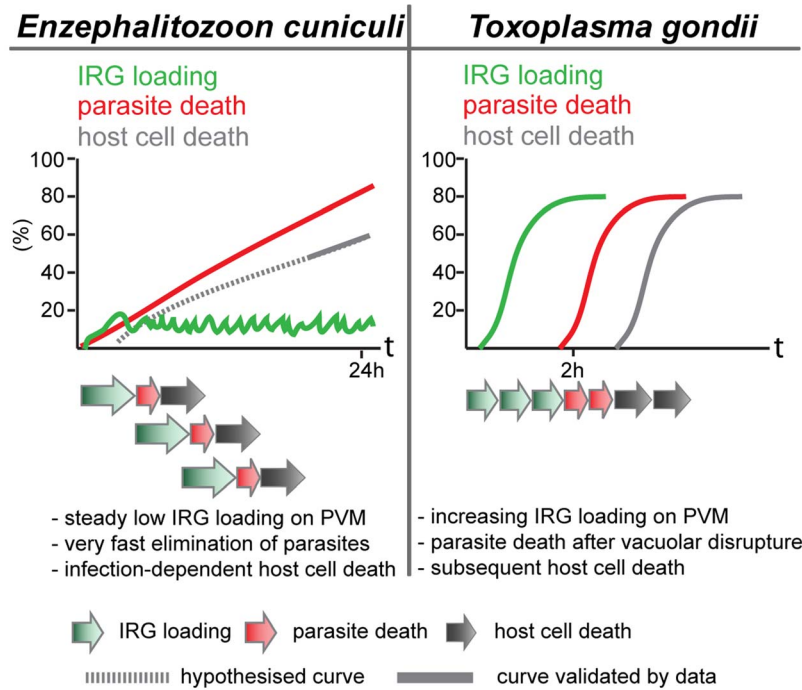 Enzephalitozoon cuniculi
IRG loading
parasite death
host cell death
100
80
60
40
20
(%)
t
24h
- steady low IRG loading on PVM
- very fast elimination of parasites
- infection-dependent host cell death
Toxoplasma gondii
IRG loading
parasite death
host cell death
100
80
60
40
20
t
2h
- increasing IRG loading on PVM
- parasite death after vacuolar disrupture
- subsequent host cell death
IRG loading parasite death host cell death
hypothesised curve curve validated by data